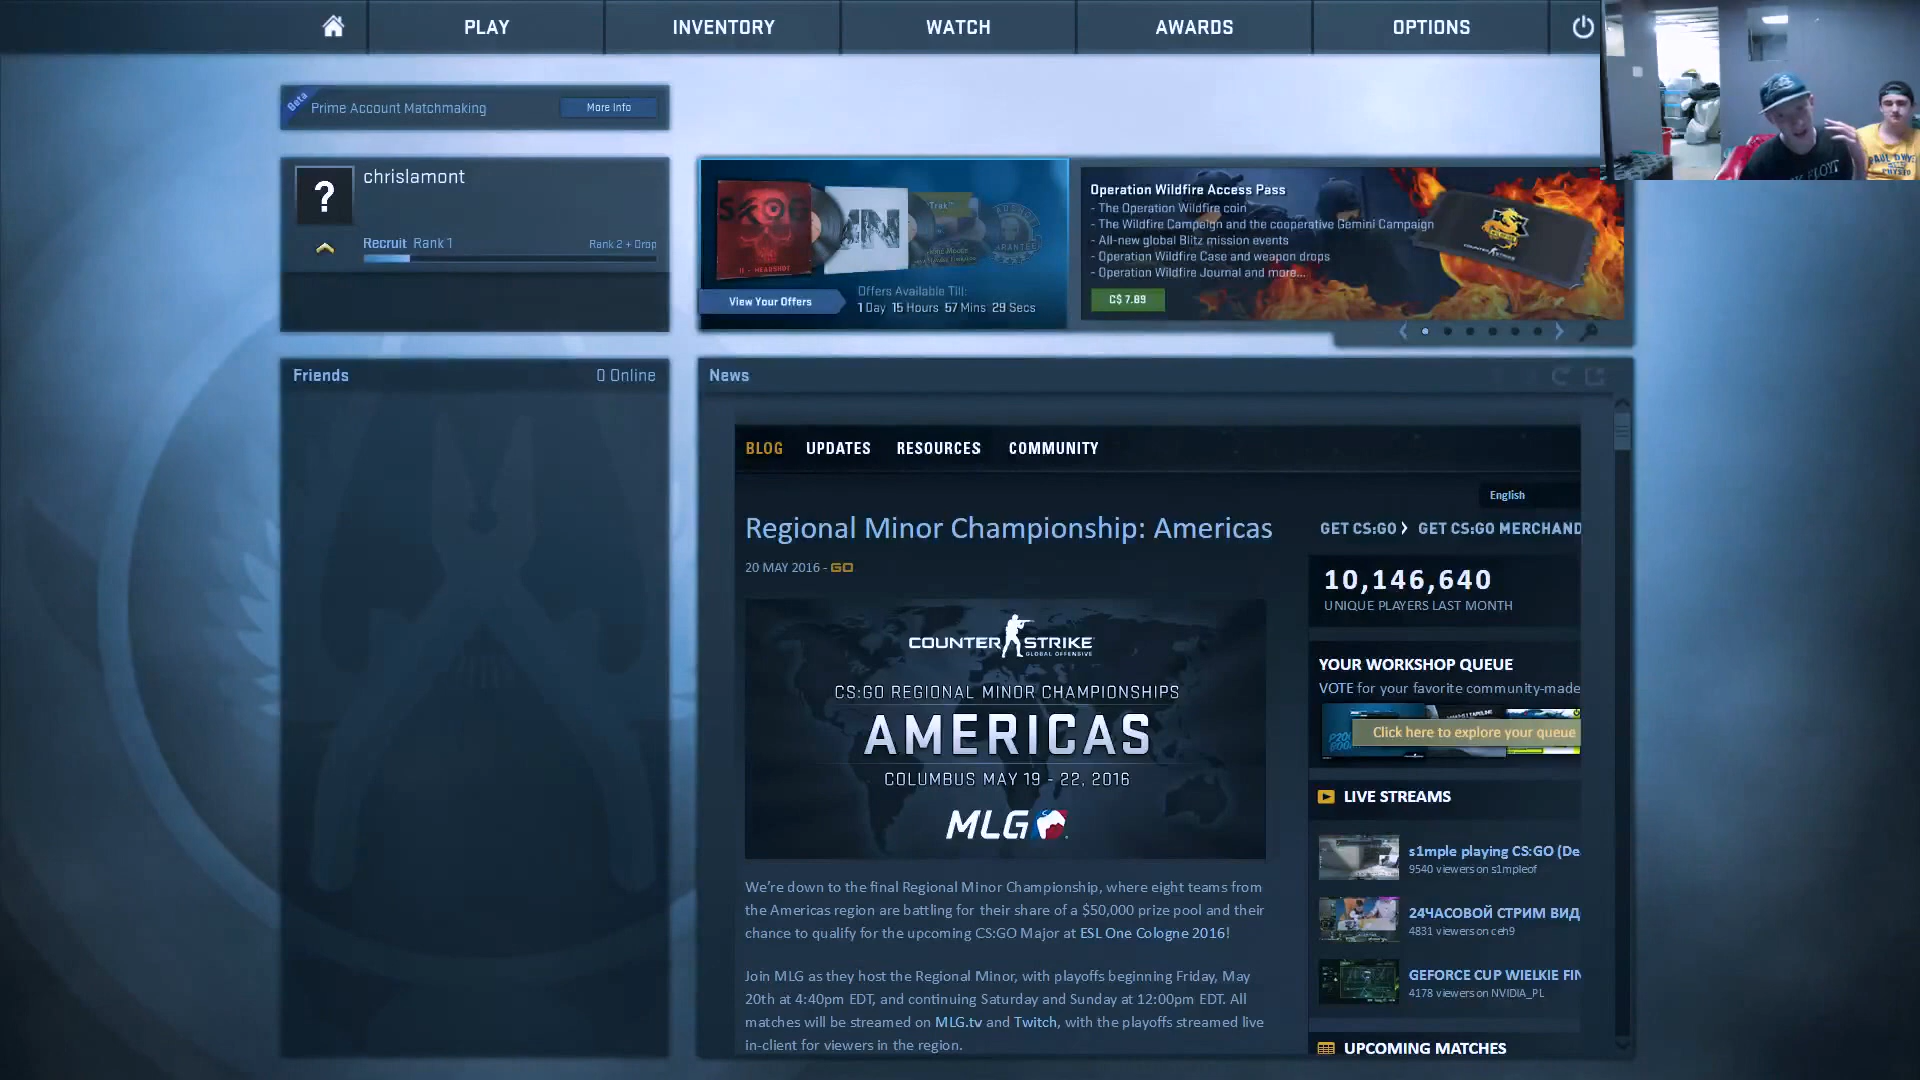 PLAY
INVENTORY
WATCH
AWARDS
OPTIONS
Beta
Prime Account Matchmaking
More Info
?
chrislamont
Recruit Rank 1
Rank 2 + Drop
II - HEADSHOT
View Your Offers
Offers Available Till:
1 Day 15 Hours 57 Mins 29 Secs
Operation Wildfire Access Pass
- The Operation Wildfire coin
- The Wildfire Campaign and the cooperative Gemini Campaign
- All-new global Blitz mission events
- Operation Wildfire Case and weapon drops
- Operation Wildfire Journal and more...
C$ 7.89
Friends
0 Online
News
BLOG
UPDATES
RESOURCES
COMMUNITY
English
Regional Minor Championship: Americas
20 MAY 2016 - GO
GET CS:GO
GET CS:GO MERCHAND
10,146,640
UNIQUE PLAYERS LAST MONTH
COUNTER STRIKE
GLOBAL OFFENSIVE
CS:GO REGIONAL MINOR CHAMPIONSHIPS
AMERICAS
COLUMBUS MAY 19 - 22, 2016
MLG
YOUR WORKSHOP QUEUE
VOTE for your favorite community-made
Click here to explore your queue
LIVE STREAMS
s1mple playing CS:GO (De
9540 viewers on s1mpleof
24ЧАСОВОЙ СТРИМ ВИД
4831 viewers on ceh9
GEFORCE CUP WIELKIE FIN
4178 viewers on NVIDIA_PL
UPCOMING MATCHES
We're down to the final Regional Minor Championship, where eight teams from
the Americas region are battling for their share of a $50,000 prize pool and their
chance to qualify for the upcoming CS:GO Major at ESL One Cologne 2016!
Join MLG as they host the Regional Minor, with playoffs beginning Friday, May
20th at 4:40pm EDT, and continuing Saturday and Sunday at 12:00pm EDT. All
matches will be streamed on MLG.tv and Twitch, with the playoffs streamed live
in-client for viewers in the region.